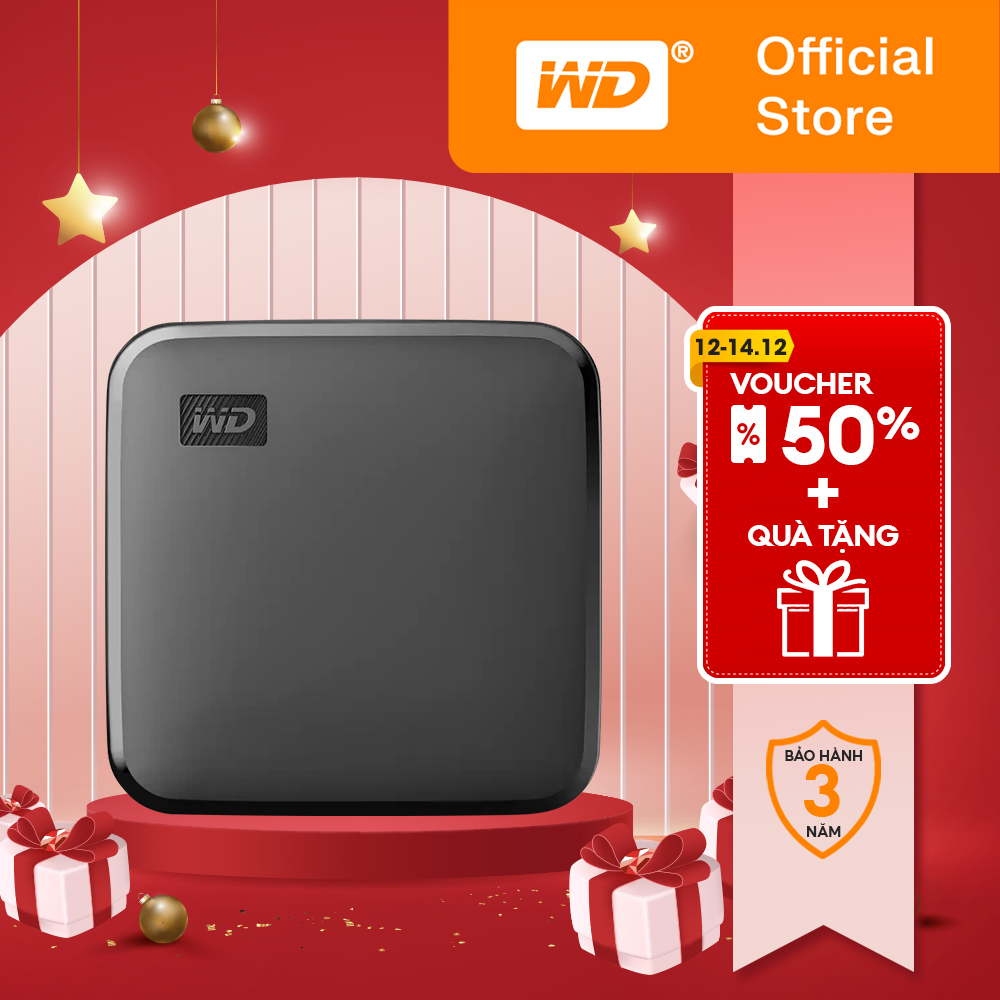 WD®
Official
Store
WD
12-14.12
VOUCHER
% 50%
+
QUÀ TẶNG
BẢO HÀNH
3
NĂM